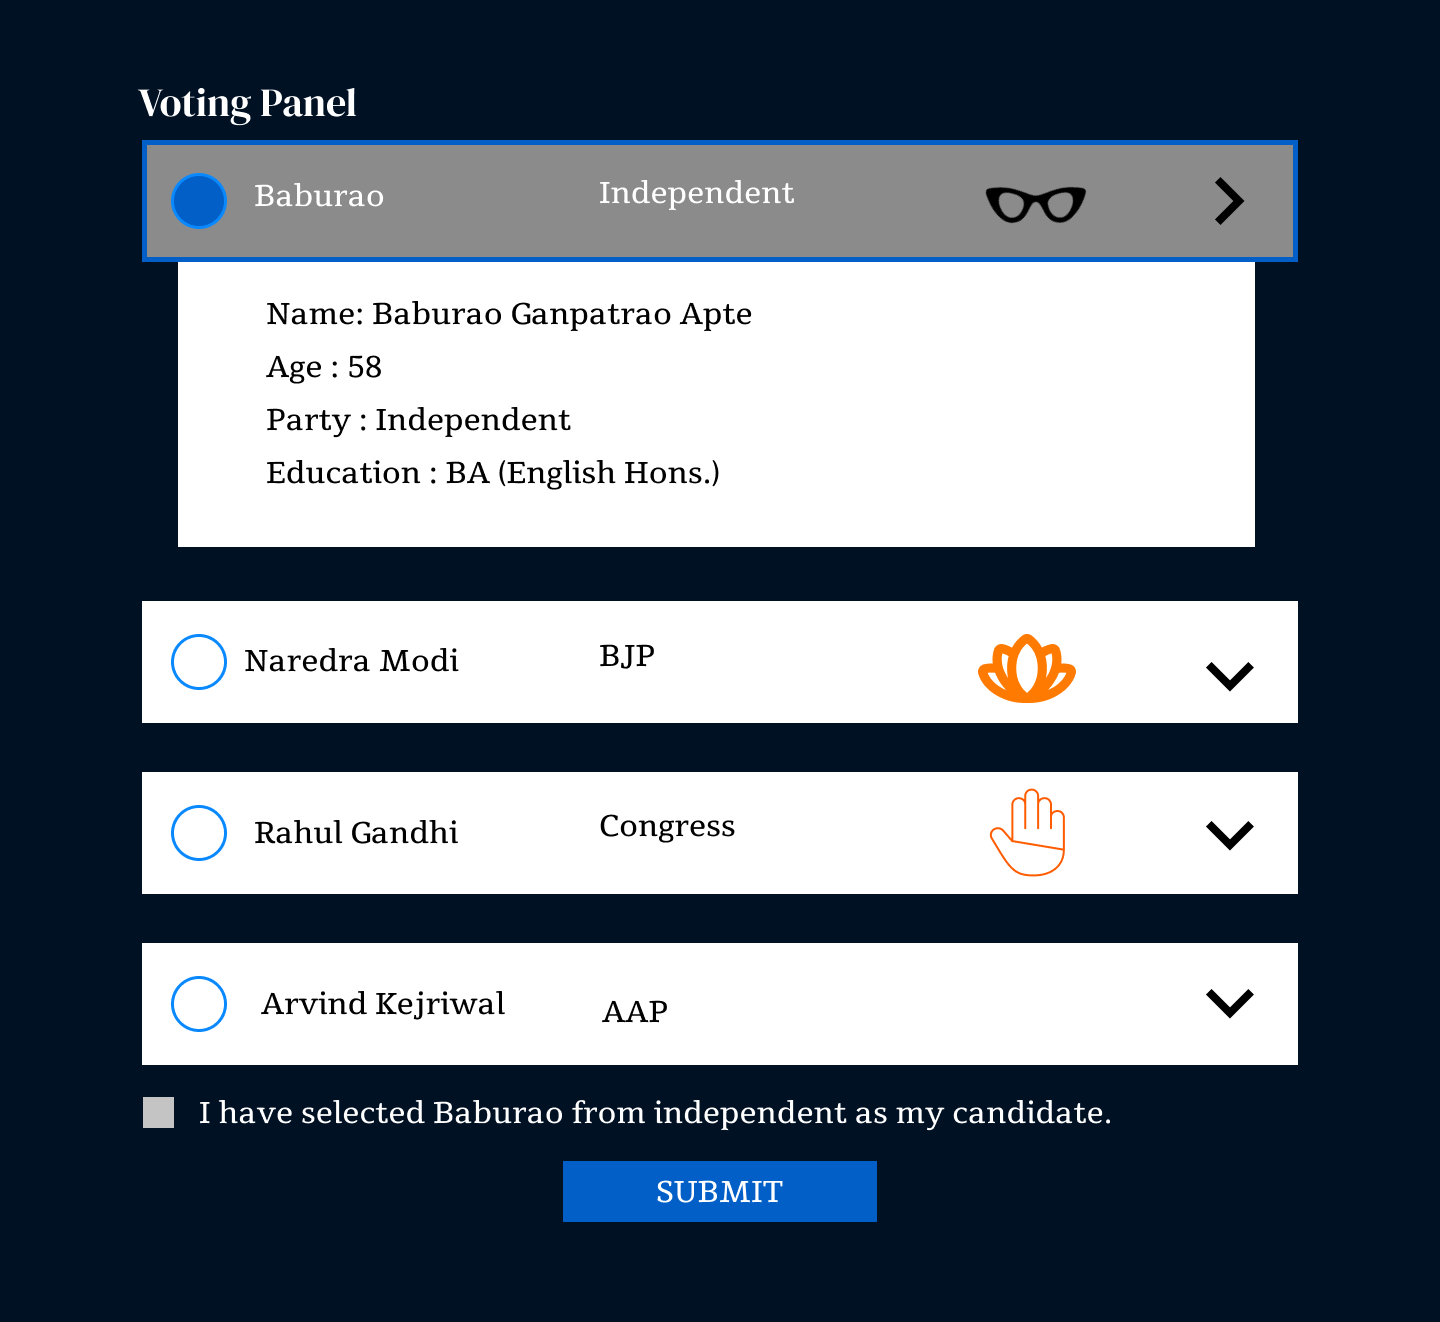 Voting Panel
Baburao Independent
Name: Baburao Ganpatrao Apte
Age : 58
Party : Independent
Education : BA (English Hons.)
Naredra Modi BJP
Rahul Gandhi Congress
Arvind Kejriwal AAP
I have selected Baburao from independent as my candidate.
SUBMIT